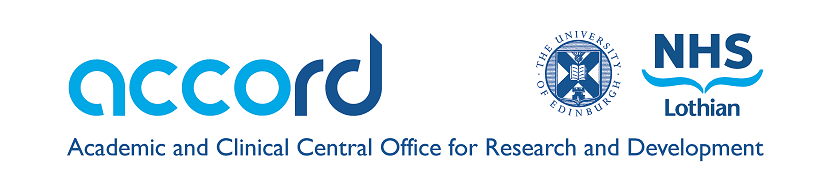 accord
THE UNIVERSITY OF EDINBURGH
NHS
Lothian
Academic and Clinical Central Office for Research and Development